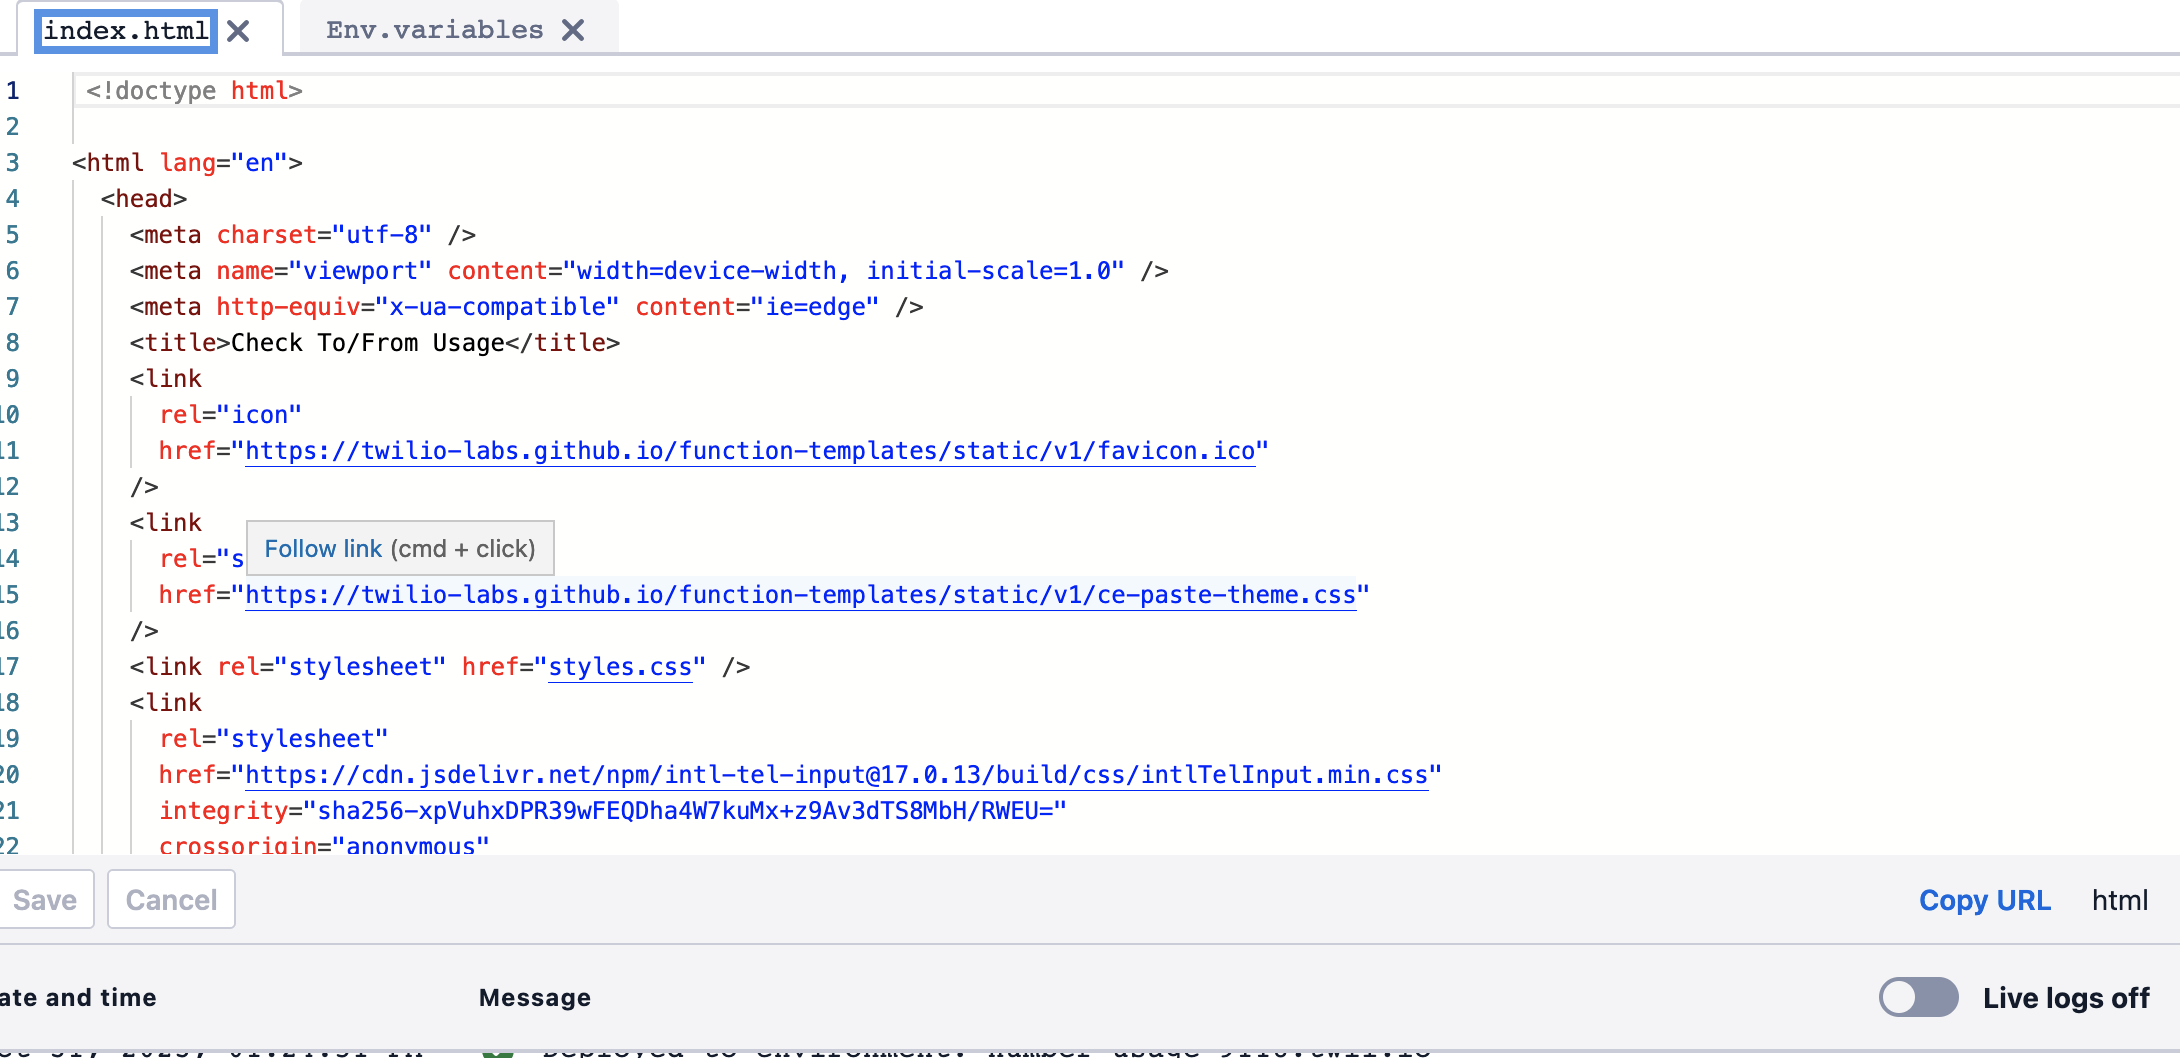 index.html
Env.variables
1 <!doctype html>
2
3 <html lang="en">
4 <head>
5 <meta charset="utf-8" />
6 <meta name="viewport" content="width=device-width, initial-scale=1.0" />
7 <meta http-equiv="x-ua-compatible" content="ie=edge" />
8 <title>Check To/From Usage</title>
9 <link
10 rel="icon"
11 href="https://twilio-labs.github.io/function-templates/static/v1/favicon.ico"
12 />
13 <link
Follow link (cmd + click)
14 rel="s
15 href="https://twilio-labs.github.io/function-templates/static/v1/ce-paste-theme.css"
16 />
17 <link rel="stylesheet" href="styles.css" />
18 <link
19 rel="stylesheet"
20 href="https://cdn.jsdelivr.net/npm/intl-tel-input@17.0.13/build/css/intlTelInput.min.css"
21 integrity="sha256-xpVuhxDPR39wFEQDha4W7kuMx+z9Av3dTS8MbH/RWEU="
22 crossorigin="anonymous"
Save Cancel Copy URL html
ate and time Message Live logs off
Deployed to environment: number-usage